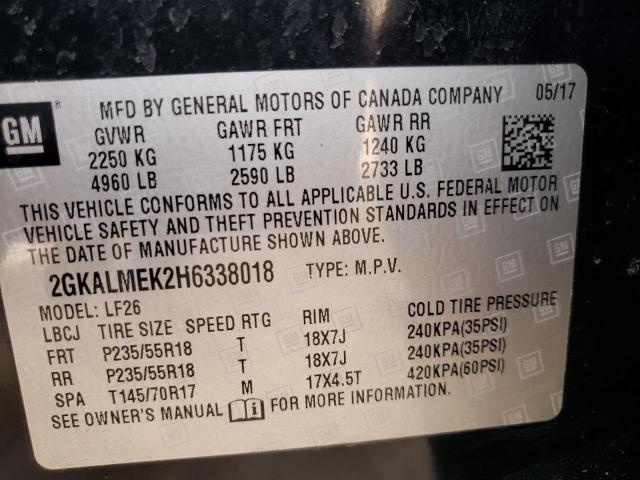 GM ® MFD BY GENERAL MOTORS OF CANADA COMPANY 05/17
GVWR GAWR FRT GAWR RR
2250 KG 1175 KG 1240 KG
4960 LB 2590 LB 2733 LB
THIS VEHICLE CONFORMS TO ALL APPLICABLE U.S. FEDERAL MOTOR
VEHICLE SAFETY AND THEFT PREVENTION STANDARDS IN EFFECT ON
THE DATE OF MANUFACTURE SHOWN ABOVE.
2GKALMEK2H6338018 TYPE: M.P.V.
MODEL: LF26
LBCJ TIRE SIZE SPEED RTG RIM COLD TIRE PRESSURE
FRT P235/55R18 T 18X7J 240KPA(35PSI)
RR P235/55R18 T 18X7J 240KPA(35PSI)
SPA T145/70R17 M 17X4.5T 420KPA(60PSI)
SEE OWNER'S MANUAL FOR MORE INFORMATION.